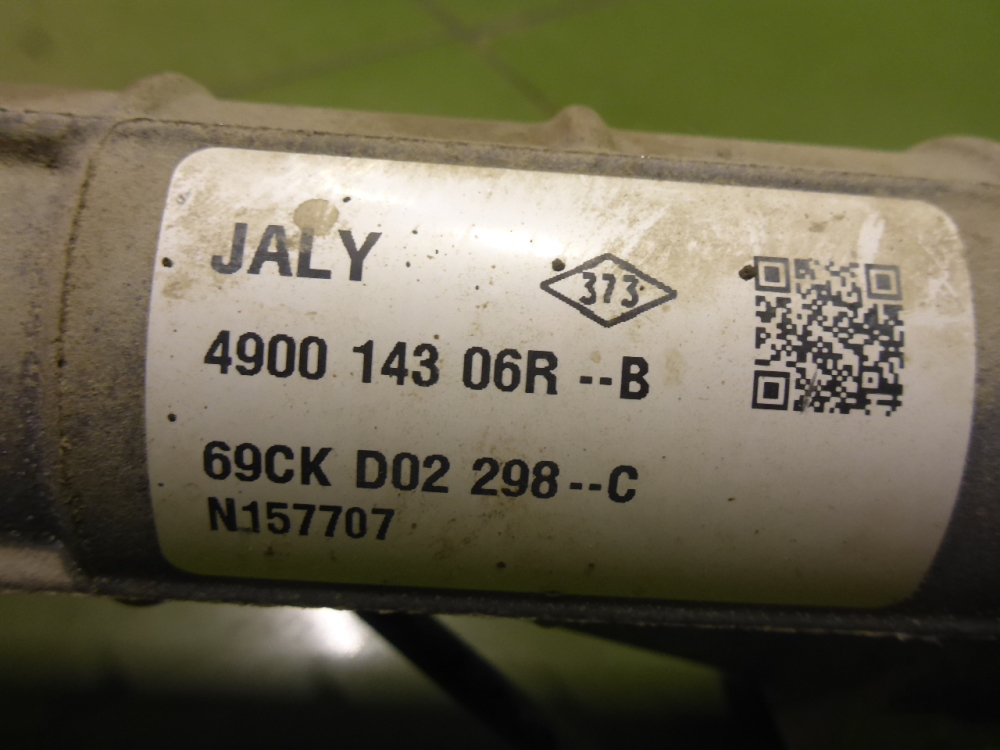 JALY
373
4900 143 06R --B
69CK D02 298--C
N157707